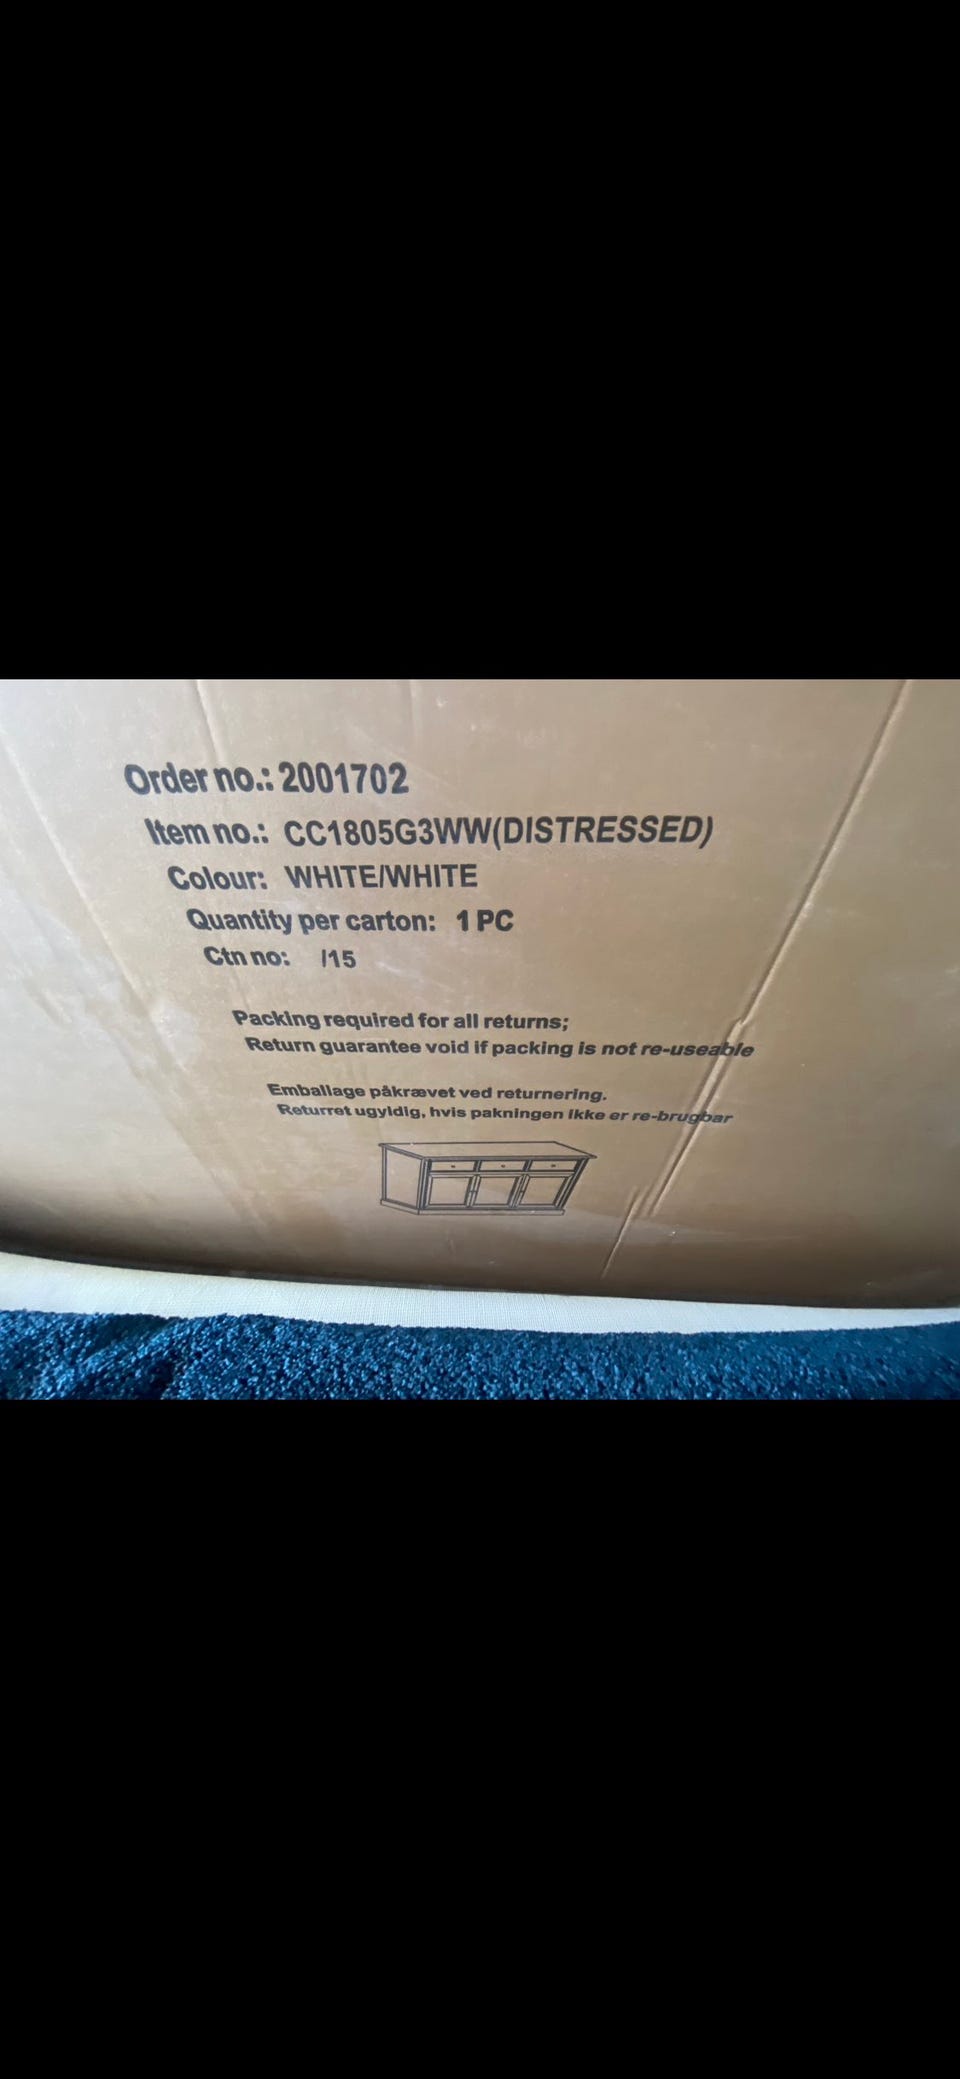 Order no.: 2001702
Item no.: CC1805G3WW(DISTRESSED)
Colour: WHITE/WHITE
Quantity per carton: 1 PC
Ctn no: /15
Packing required for all returns;
Return guarantee void if packing is not re-useable
Emballage påkrævet ved returnering.
Returret ugyldig, hvis pakningen ikke er re-brugbar